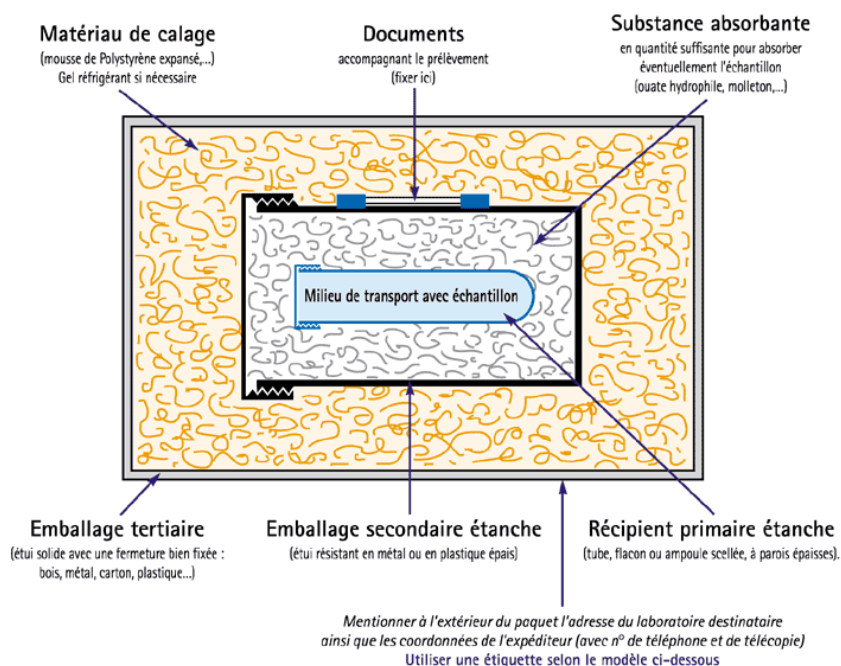 Matériau de calage
(mousse de Polystyrène expansé,...)
Gel réfrigérant si nécessaire
Documents
accompagnant le prélèvement
(fixer ici)
Substance absorbante
en quantité suffisante pour absorber
éventuellement l'échantillon
(ouate hydrophile, molleton,...)
Milieu de transport avec échantillon
Emballage tertiaire
(étui solide avec une fermeture bien fixée :
bois, métal, carton, plastique...)
Emballage secondaire étanche
(étui résistant en métal ou en plastique épais)
Récipient primaire étanche
(tube, flacon ou ampoule scellée, à parois épaisses).
Mentionner à l'extérieur du paquet l'adresse du laboratoire destinataire
ainsi que les coordonnées de l'expéditeur (avec n° de téléphone et de télécopie)
Utiliser une étiquette selon le modèle ci-dessous